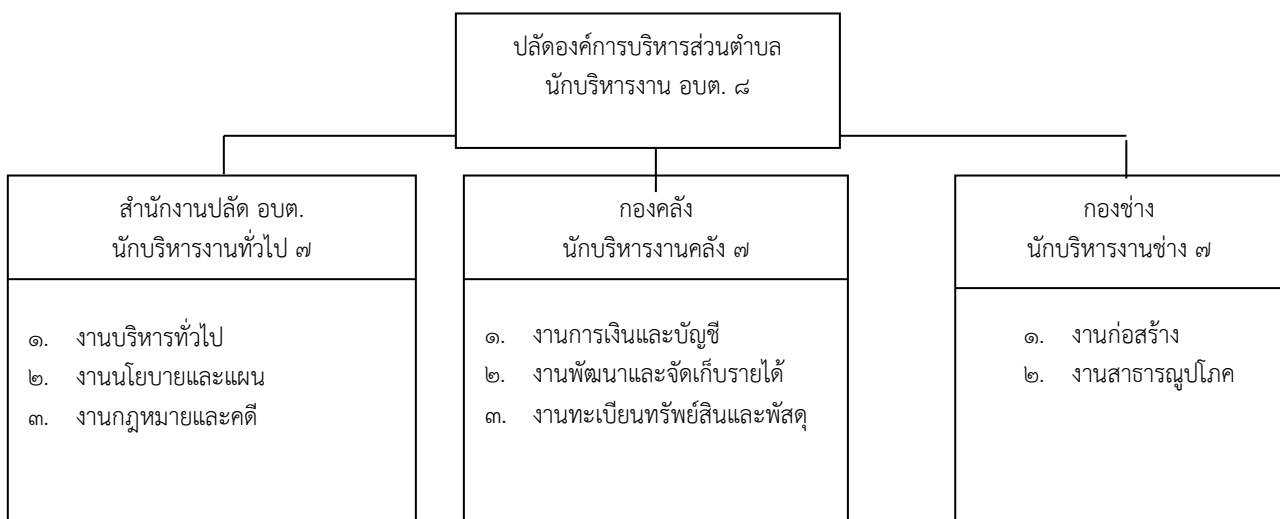 ปลัดองค์การบริหารส่วนตำบล
นักบริหารงาน อบต. ๘
สำนักงานปลัด อบต.
นักบริหารงานทั่วไป ๗
๑. งานบริหารทั่วไป
๒. งานนโยบายและแผน
๓. งานกฎหมายและคดี
กองคลัง
นักบริหารงานคลัง ๗
๑. งานการเงินและบัญชี
๒. งานพัฒนาและจัดเก็บรายได้
๓. งานทะเบียนทรัพย์สินและพัสดุ
กองช่าง
นักบริหารงานช่าง ๗
๑. งานก่อสร้าง
๒. งานสาธารณูปโภค